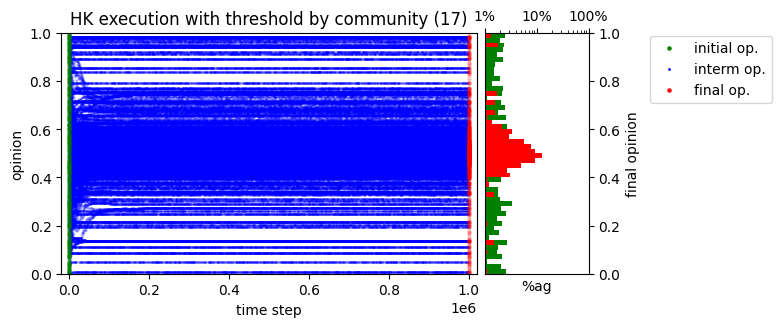 HK execution with threshold by community (17)
1% 10% 100%
1.0 1.0
0.8 0.8
0.6 0.6
0.4 0.4
0.2 0.2
0.0 0.0
opinion
final opinion
initial op.
interm op.
final op.
0.0 0.2 0.4 0.6 0.8 1.0
1e6
time step
%ag